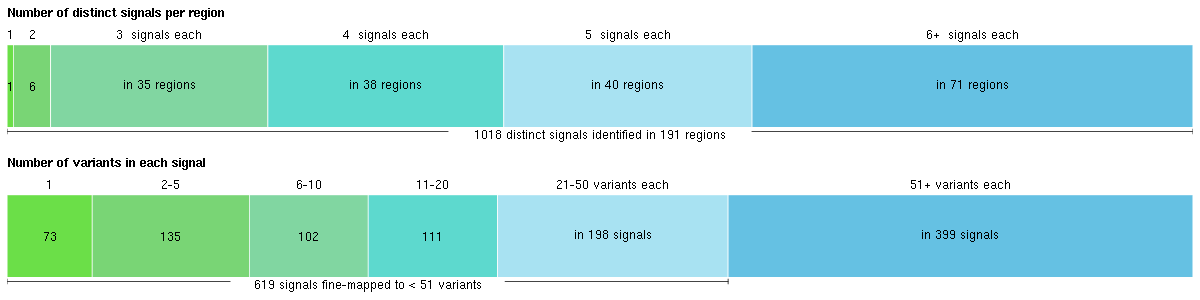 Number of distinct signals per region
1 2 3 signals each 4 signals each 5 signals each 6+ signals each
1 6 in 35 regions in 38 regions in 40 regions in 71 regions
1018 distinct signals identified in 191 regions
Number of variants in each signal
1 2-5 6-10 11-20 21-50 variants each 51+ variants each
73 135 102 111 in 198 signals in 399 signals
619 signals fine-mapped to < 51 variants